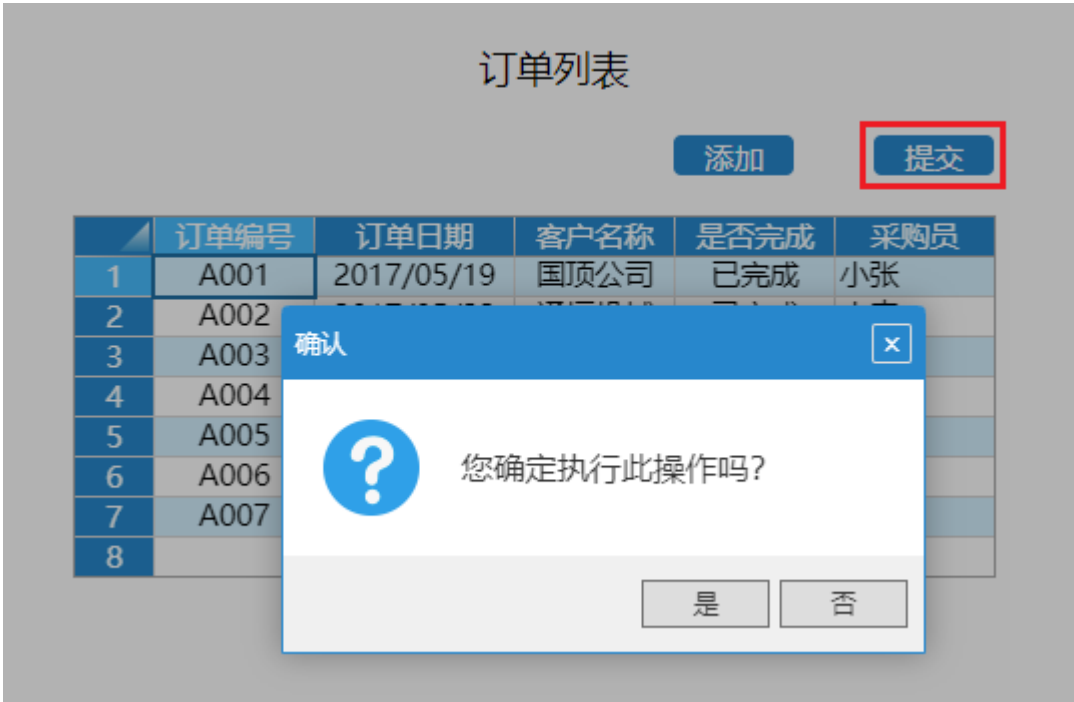 订单列表
添加 提交
订单编号 订单日期 客户名称 是否完成 采购员
1 A001 2017/05/19 国顶公司 已完成 小张
2 A002
确认
3 A003
4 A004
5 A005
您确定执行此操作吗?
6 A006
7 A007
8
是 否